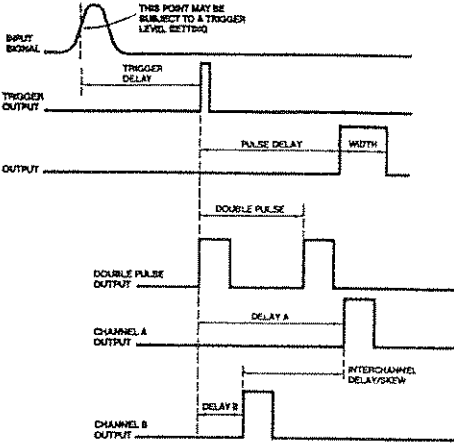 THIS POINT MAY BE
SUBJECT TO A TRIGGER
LEVEL SETTING
INPUT
SIGNAL
TRIGGER
DELAY
TRIGGER
OUTPUT
PULSE DELAY
WIDTH
OUTPUT
DOUBLE PULSE
DOUBLE PULSE
OUTPUT
DELAY A
CHANNEL A
OUTPUT
INTERCHANNEL
DELAY/SKEW
DELAY B
CHANNEL B
OUTPUT